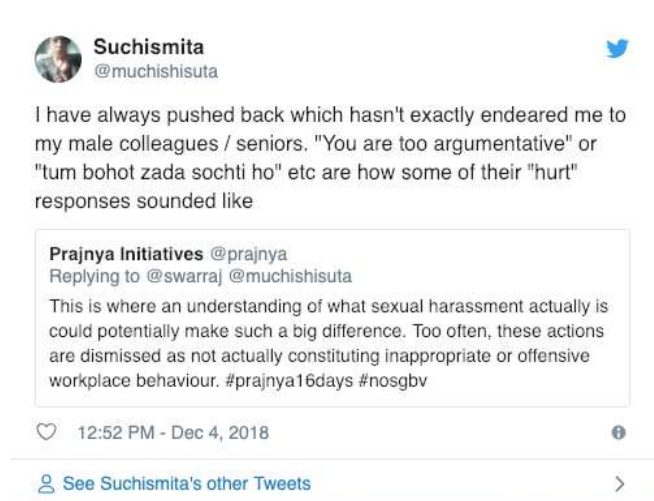 Suchismita
@muchishisuta
I have always pushed back which hasn't exactly endeared me to
my male colleagues / seniors. "You are too argumentative" or
"tum bohot zada sochti ho" etc are how some of their "hurt"
responses sounded like
Prajnya Initiatives @prajnya
Replying to @swarraj @muchishisuta
This is where an understanding of what sexual harassment actually is
could potentially make such a big difference. Too often, these actions
are dismissed as not actually constituting inappropriate or offensive
workplace behaviour. #prajnya16days #nosgbv
12:52 PM - Dec 4, 2018
See Suchismita's other Tweets